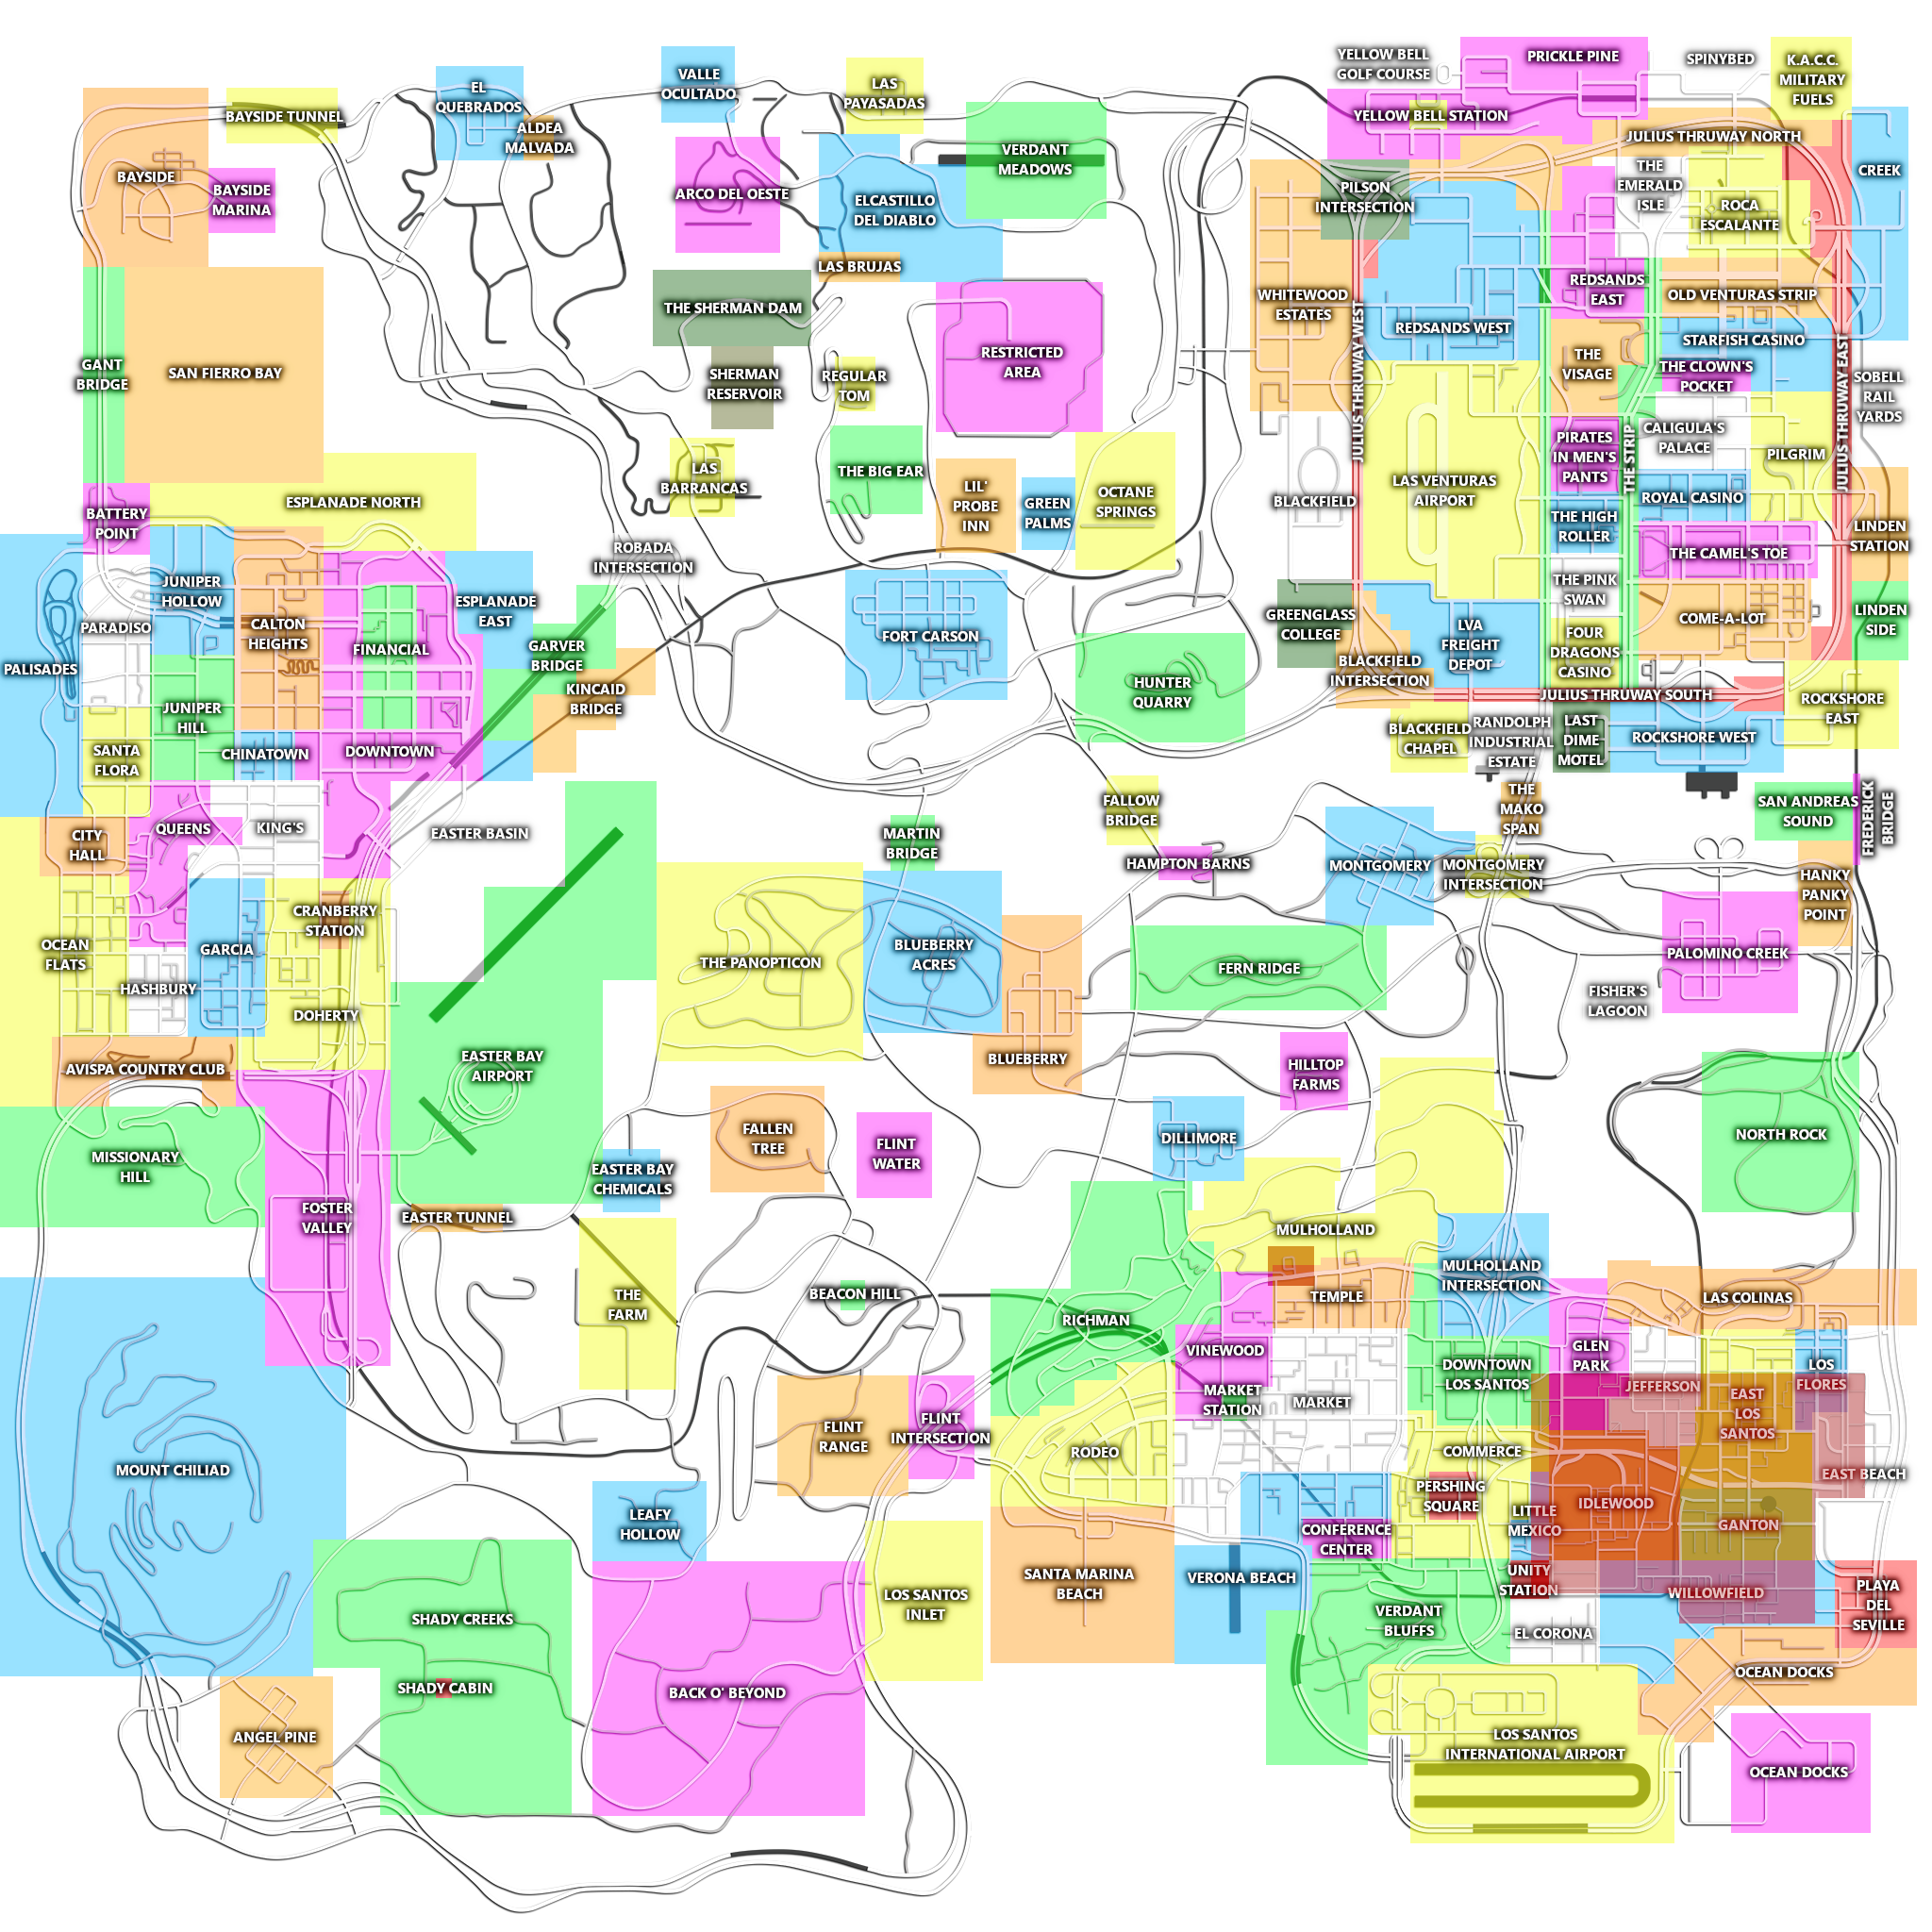 YELLOW BELL
GOLF COURSE
PRICKLE PINE
SPINYBED
K.A.C.C.
MILITARY
FUELS
VALLE
OCULTADO
LAS
PAYASADAS
EL
QUEBRADOS
BAYSIDE TUNNEL
ALDEA
MALVADA
YELLOW BELL STATION
JULIUS THRUWAY NORTH
VERDANT
MEADOWS
BAYSIDE
BAYSIDE
MARINA
ARCO DEL OESTE
ELCASTILLO
DEL DIABLO
PILSON
INTERSECTION
THE
EMERALD
ISLE
ROCA
ESCALANTE
CREEK
LAS BRUJAS
THE SHERMAN DAM
WHITEWOOD
ESTATES
REDSANDS
EAST
OLD VENTURAS STRIP
REDSANDS WEST
STARFISH CASINO
GANT
BRIDGE
SAN FIERRO BAY
SHERMAN
RESERVOIR
REGULAR
TOM
RESTRICTED
AREA
JULIUS THRUWAY WEST
THE
VISAGE
THE CLOWN'S
POCKET
JULIUS THRUWAY EAST
SOBELL
RAIL
YARDS
ESPLANADE NORTH
LAS
BARRANCAS
THE BIG EAR
LIL'
PROBE
INN
GREEN
PALMS
OCTANE
SPRINGS
BLACKFIELD
LAS VENTURAS
AIRPORT
PIRATES
IN MEN'S
PANTS
THE STRIP
CALIGULA'S
PALACE
PILGRIM
ROYAL CASINO
BATTERY
POINT
THE HIGH
ROLLER
LINDEN
STATION
THE CAMEL'S TOE
ROBADA
INTERSECTION
JUNIPER
HOLLOW
PARADISO
CALTON
HEIGHTS
FINANCIAL
ESPLANADE
EAST
GARVER
BRIDGE
FORT CARSON
GREENGLASS
COLLEGE
LVA
FREIGHT
DEPOT
THE PINK
SWAN
COME-A-LOT
LINDEN
SIDE
PALISADES
FOUR
DRAGONS
CASINO
KINCAID
BRIDGE
HUNTER
QUARRY
BLACKFIELD
INTERSECTION
JULIUS THRUWAY SOUTH
ROCKSHORE
EAST
JUNIPER
HILL
SANTA
FLORA
CHINATOWN
DOWNTOWN
BLACKFIELD
CHAPEL
RANDOLPH
INDUSTRIAL
ESTATE
LAST
DIME
MOTEL
ROCKSHORE WEST
FALLOW
BRIDGE
THE
MAKO
SPAN
SAN ANDREAS
SOUND
FREDERICK
BRIDGE
CITY
HALL
QUEENS
KING'S
EASTER BASIN
MARTIN
BRIDGE
HAMPTON BARNS
MONTGOMERY
MONTGOMERY
INTERSECTION
HANKY
PANKY
POINT
CRANBERRY
STATION
OCEAN
FLATS
GARCIA
HASHBURY
DOHERTY
THE PANOPTICON
BLUEBERRY
ACRES
FERN RIDGE
PALOMINO CREEK
FISHER'S
LAGOON
AVISPA COUNTRY CLUB
EASTER BAY
AIRPORT
BLUEBERRY
HILLTOP
FARMS
MISSIONARY
HILL
FALLEN
TREE
FLINT
WATER
DILLIMORE
NORTH ROCK
EASTER BAY
CHEMICALS
FOSTER
VALLEY
EASTER TUNNEL
MULHOLLAND
THE
FARM
BEACON HILL
RICHMAN
TEMPLE
MULHOLLAND
INTERSECTION
LAS COLINAS
VINEWOOD
GLEN
PARK
DOWNTOWN
LOS SANTOS
LOS
FLORES
MARKET
STATION
MARKET
JEFFERSON
EAST
LOS
SANTOS
FLINT
RANGE
FLINT
INTERSECTION
RODEO
COMMERCE
EAST BEACH
MOUNT CHILIAD
PERSHING
SQUARE
LITTLE
MEXICO
IDLEWOOD
GANTON
LEAFY
HOLLOW
CONFERENCE
CENTER
SANTA MARINA
BEACH
VERONA BEACH
UNITY
STATION
WILLOWFIELD
PLAYA
DEL
SEVILLE
LOS SANTOS
INLET
SHADY CREEKS
VERDANT
BLUFFS
EL CORONA
OCEAN DOCKS
SHADY CABIN
BACK O' BEYOND
ANGEL PINE
LOS SANTOS
INTERNATIONAL AIRPORT
OCEAN DOCKS